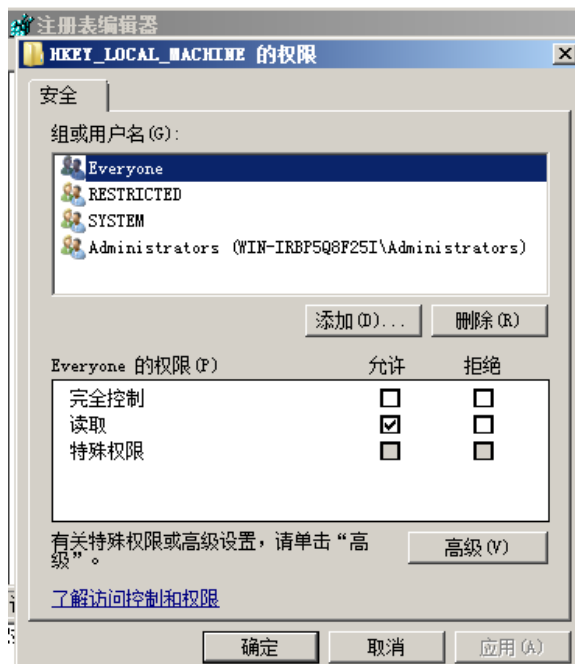 注册表编辑器
HKEY_LOCAL_MACHINE 的权限
安全
组或用户名(G):
Everyone
RESTRICTED
SYSTEM
Administrators (WIN-IRBP5Q8F25I\Administrators)
添加(D)... 删除(R)
Everyone 的权限(P) 允许 拒绝
完全控制
读取
特殊权限
有关特殊权限或高级设置，请单击“高
级”。
高级(V)
了解访问控制和权限
确定 取消 应用(A)